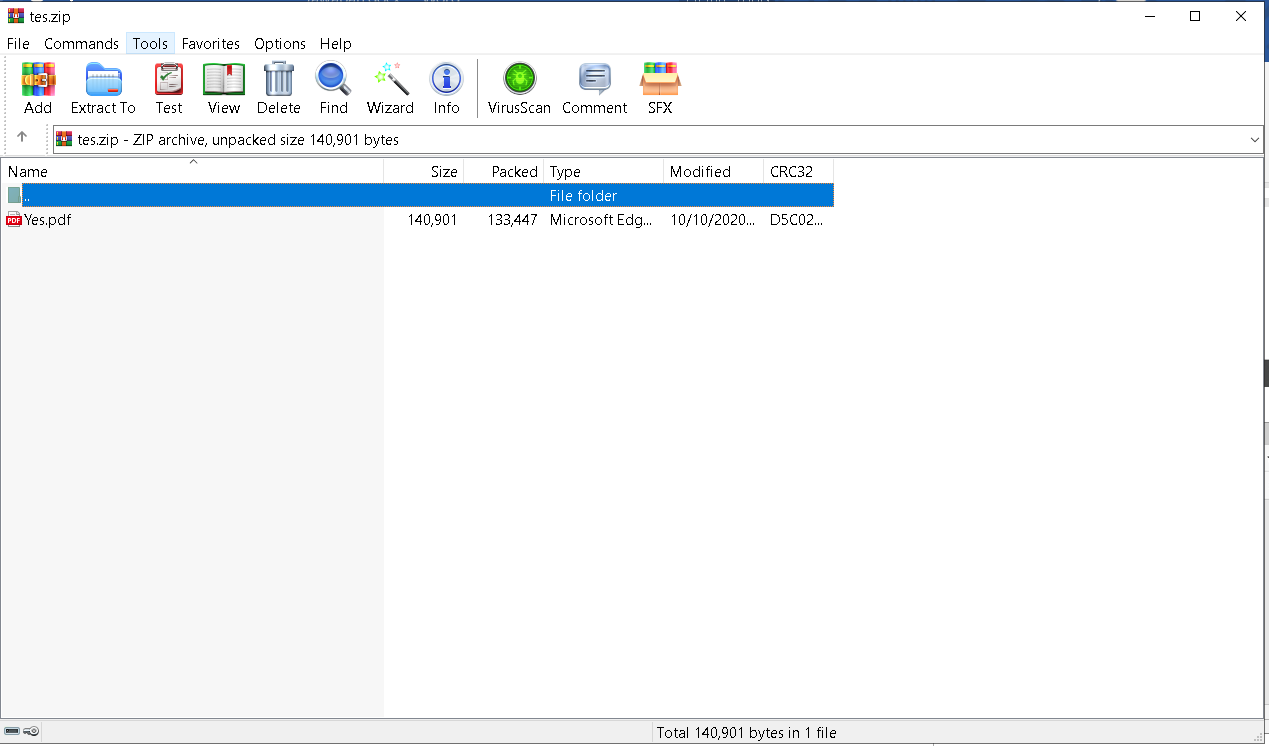 tes.zip
File Commands Tools Favorites Options Help
Add Extract To Test View Delete Find Wizard Info VirusScan Comment SFX
tes.zip - ZIP archive, unpacked size 140,901 bytes
Name Size Packed Type Modified CRC32
.. File folder
PDF Yes.pdf 140,901 133,447 Microsoft Edg... 10/10/2020... D5C02...
Total 140,901 bytes in 1 file